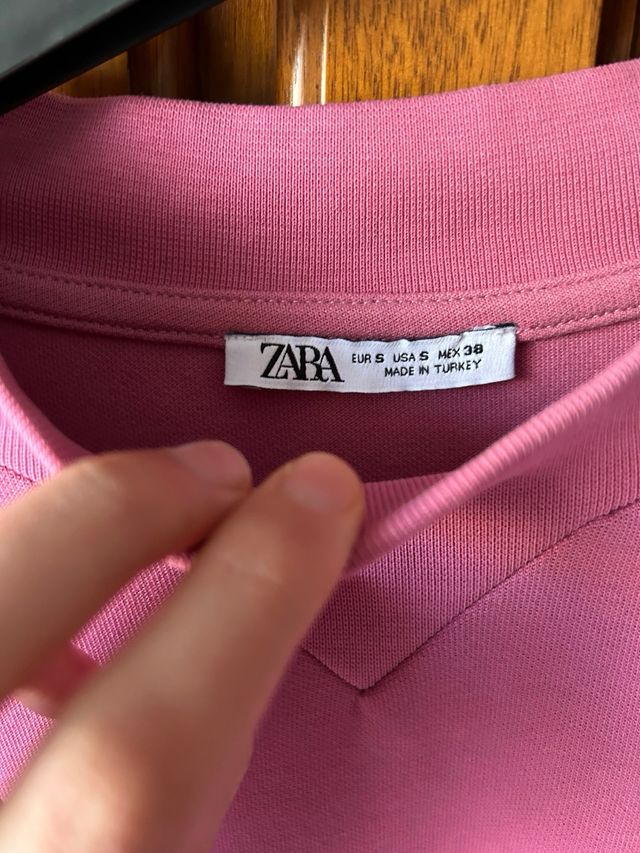 ZARA EUR S USA S MEX 38
MADE IN TURKEY